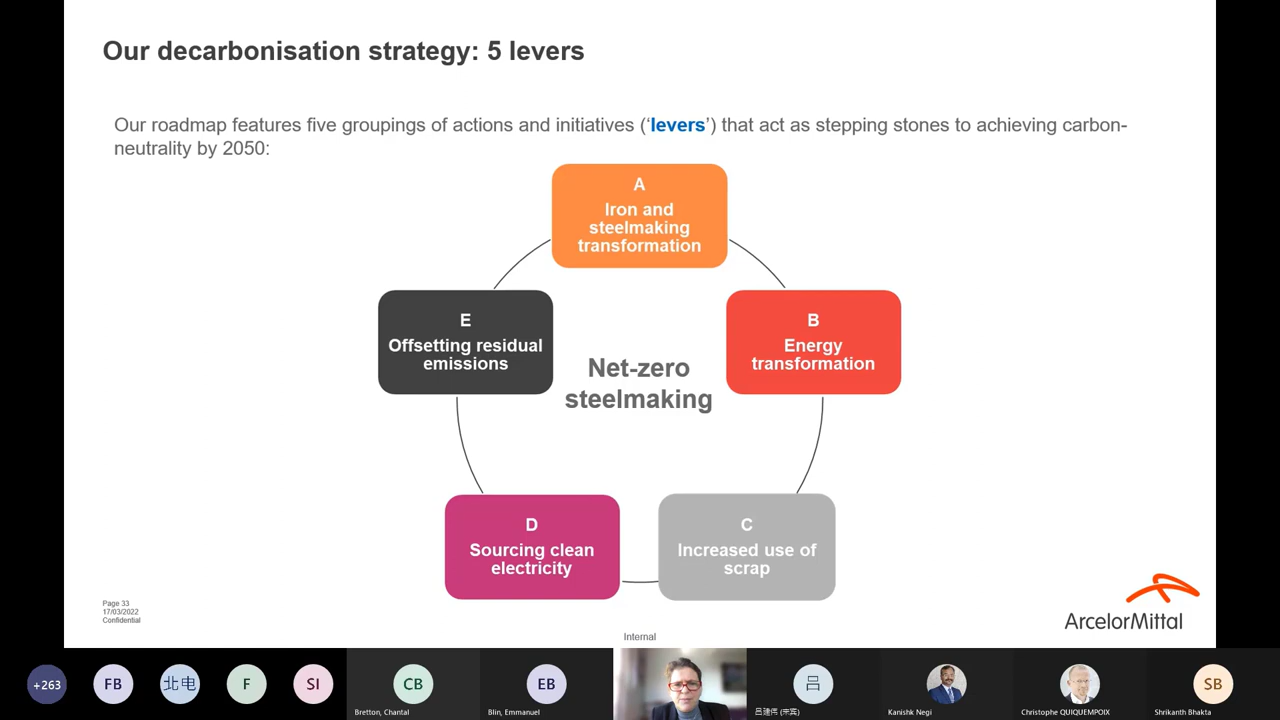 Our decarbonisation strategy: 5 levers
Our roadmap features five groupings of actions and initiatives (‘levers’) that act as stepping stones to achieving carbon-
neutrality by 2050:
A
Iron and
steelmaking
transformation
E
Offsetting residual
emissions
B
Energy
transformation
Net-zero
steelmaking
D
Sourcing clean
electricity
C
Increased use of
scrap
Page 33
17/03/2022
Confidential
ArcelorMittal
Internal
+263
FB
北电
F
SI
CB
Bretton, Chantal
EB
Blin, Emmanuel
吕
吕建伟 (来宾)
Kanishk Negi
Christophe QUIQUEMPOIX
SB
Shrikanth Bhakta